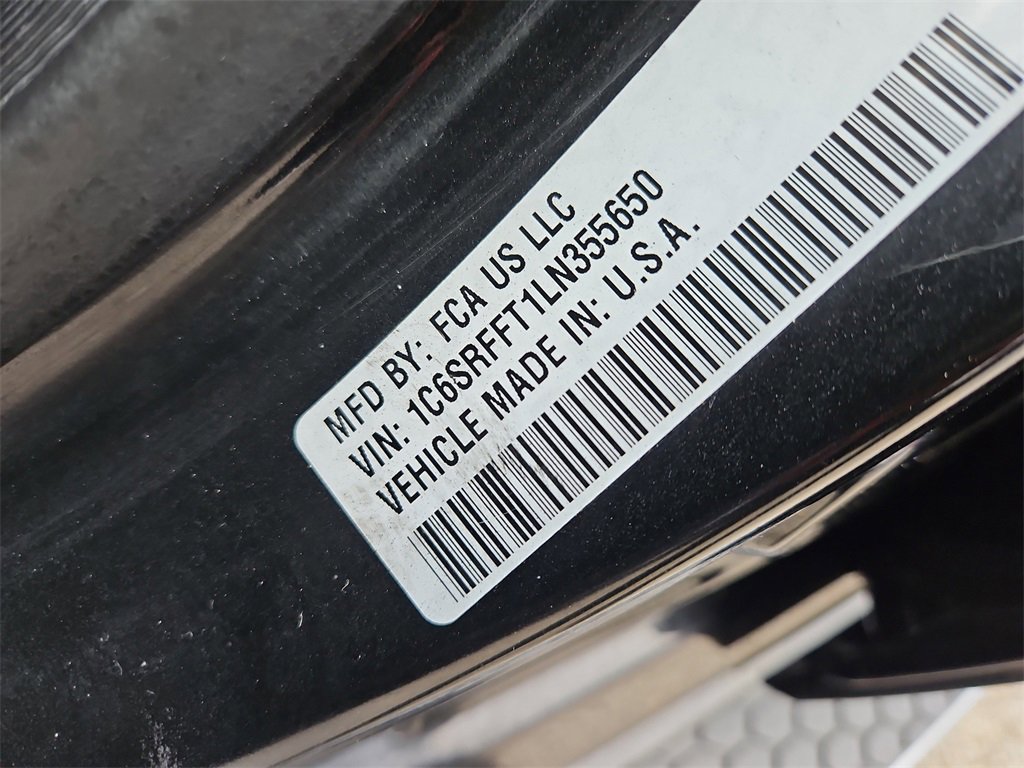 MFD BY: FCA US LLC
VIN: 1C6SRFFT1LN355650
VEHICLE MADE IN: U.S.A.